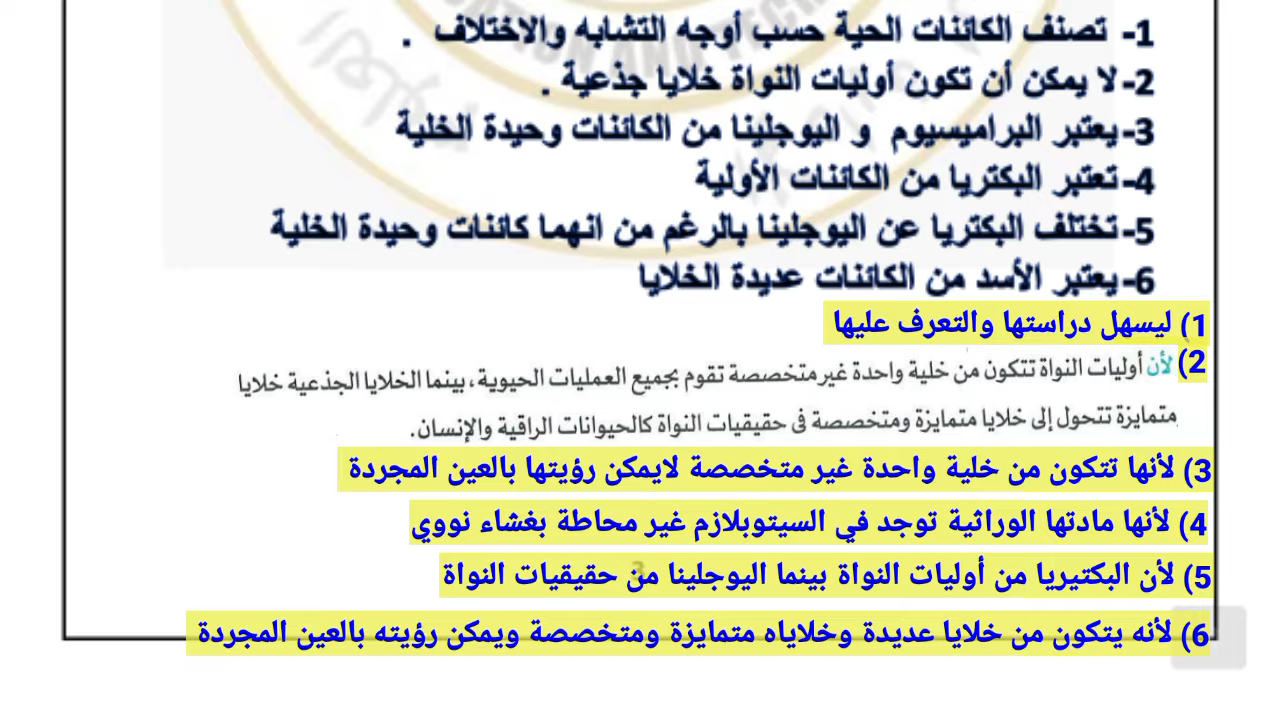 1- تصنف الكائنات الحية حسب أوجه التشابه والاختلاف .
2- لا يمكن أن تكون أوليات النواة خلايا جذعية .
3- يعتبر البراميسيوم و اليوجلينا من الكائنات وحيدة الخلية
4- تعتبر البكتريا من الكائنات الأولية
5- تختلف البكتريا عن اليوجلينا بالرغم من انهما كائنات وحيدة الخلية
6- يعتبر الأسد من الكائنات عديدة الخلايا
1) ليسهل دراستها والتعرف عليها
2) لأن أوليات النواة تتكون من خلية واحدة غير متخصصة تقوم بجميع العمليات الحيوية، بينما الخلايا الجذعية خلايا
متمايزة تتحول إلى خلايا متمايزة ومتخصصة فى حقيقيات النواة كالحيوانات الراقية والإنسان.
3) لأنها تتكون من خلية واحدة غير متخصصة لايمكن رؤيتها بالعين المجردة
4) لأنها مادتها الوراثية توجد في السيتوبلازم غير محاطة بغشاء نووي
5) لأن البكتيريا من أوليات النواة بينما اليوجلينا من حقيقيات النواة
6) لأنه يتكون من خلايا عديدة وخلاياه متمايزة ومتخصصة ويمكن رؤيته بالعين المجردة